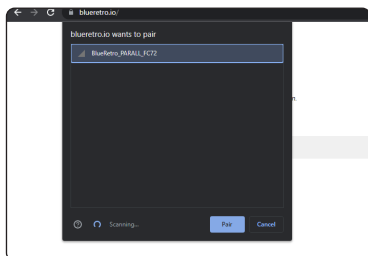 blueretro.io/
blueretro.io wants to pair
BlueRetro_PARALL_FC72
n
Scanning...
Pair
Cancel